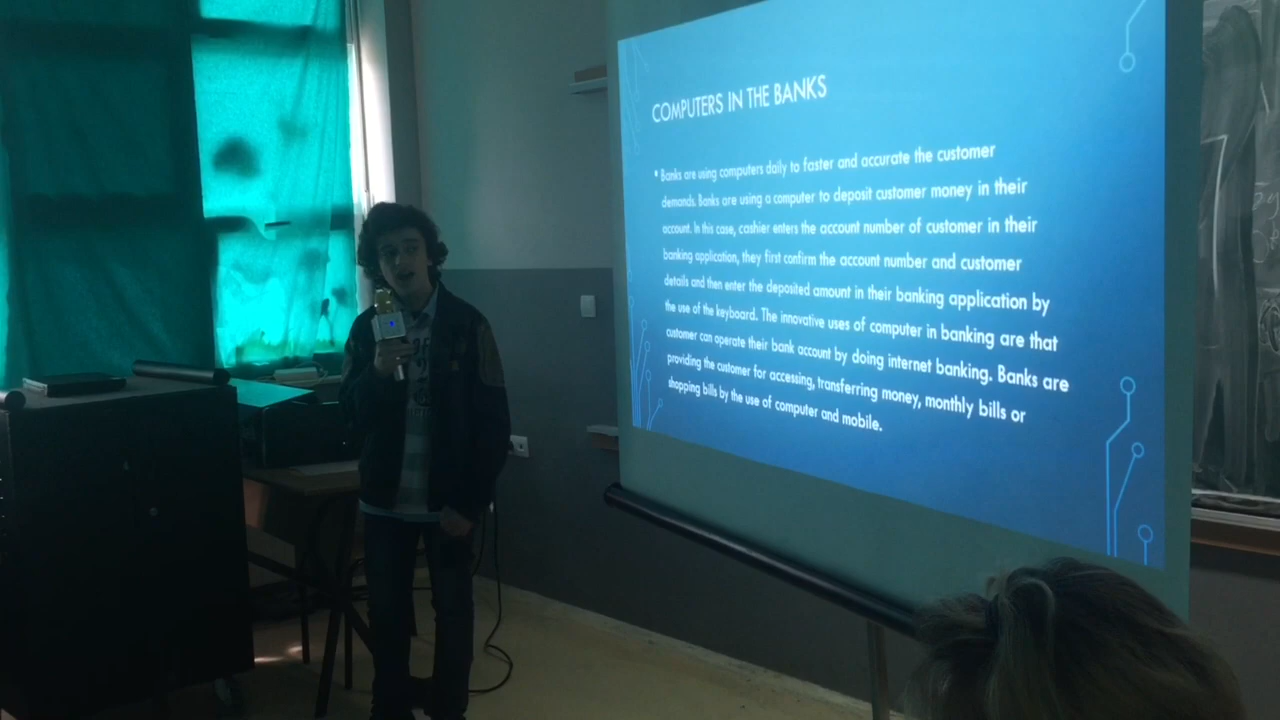 COMPUTERS IN THE BANKS
• Banks are using computers daily to faster and accurate the customer
demands. Banks are using a computer to deposit customer money in their
account. In this case, cashier enters the account number of customer in their
banking application, they first confirm the account number and customer
details and then enter the deposited amount in their banking application by
the use of the keyboard. The innovative uses of computer in banking are that
customer can operate their bank account by doing internet banking. Banks are
providing the customer for accessing, transferring money, monthly bills or
shopping bills by the use of computer and mobile.